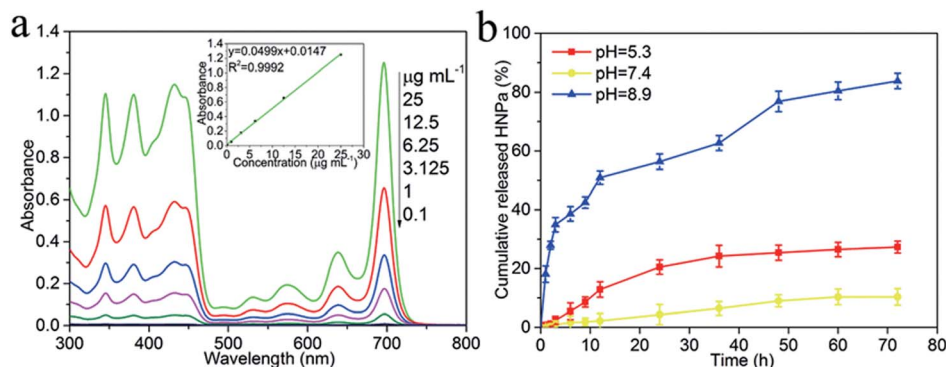 a
1.4
1.2
1.0
0.8
0.6
0.4
0.2
0.0
Absorbance
300 400 500 600 700 800
Wavelength (nm)
y=0.0499x+0.0147
R²=0.9992
1.4
1.2
1.0
0.8
0.6
0.4
0.2
0.0
Absorbance
0 5 10 15 20 25 30
Concentration (μg mL⁻¹)
μg mL⁻¹
25
12.5
6.25
3.125
1
0.1
b
100
80
60
40
20
0
Cumulative released HNPa (%)
pH=5.3
pH=7.4
pH=8.9
0 10 20 30 40 50 60 70 80
Time (h)